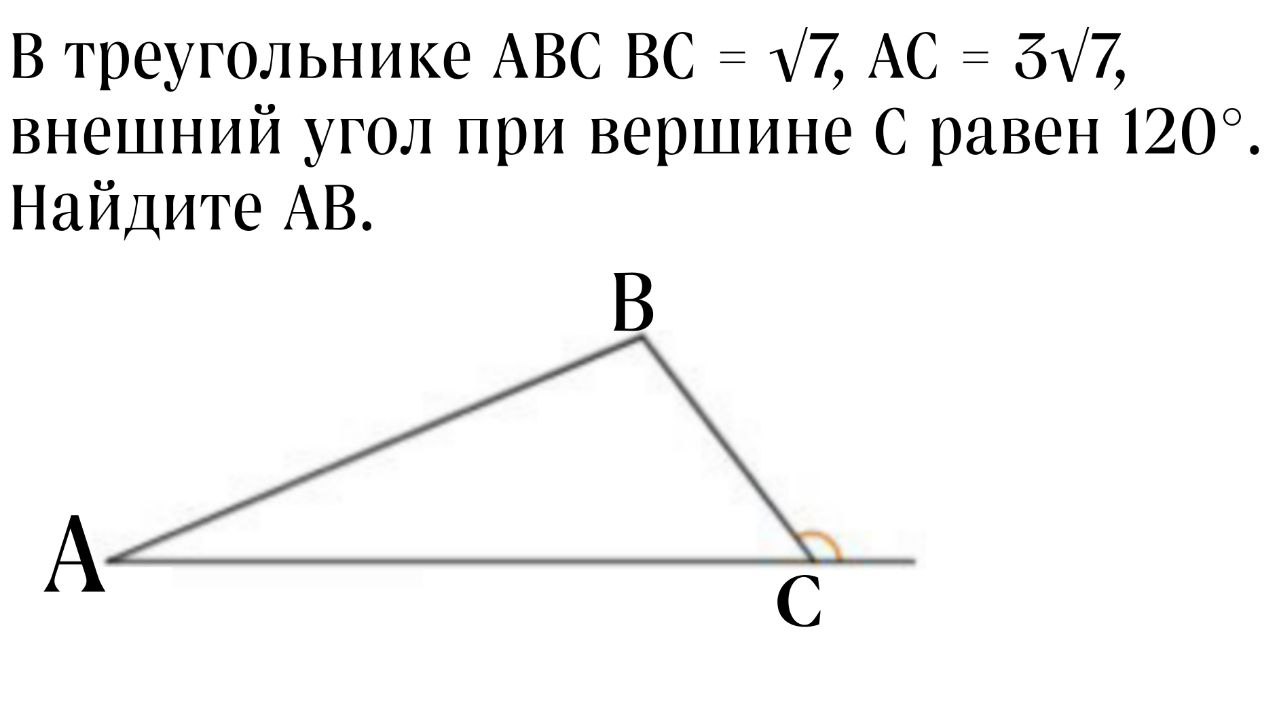 В треугольнике ABC BC = √7, AC = 3√7,
внешний угол при вершине C равен 120°.
Найдите AB.
B
A
C